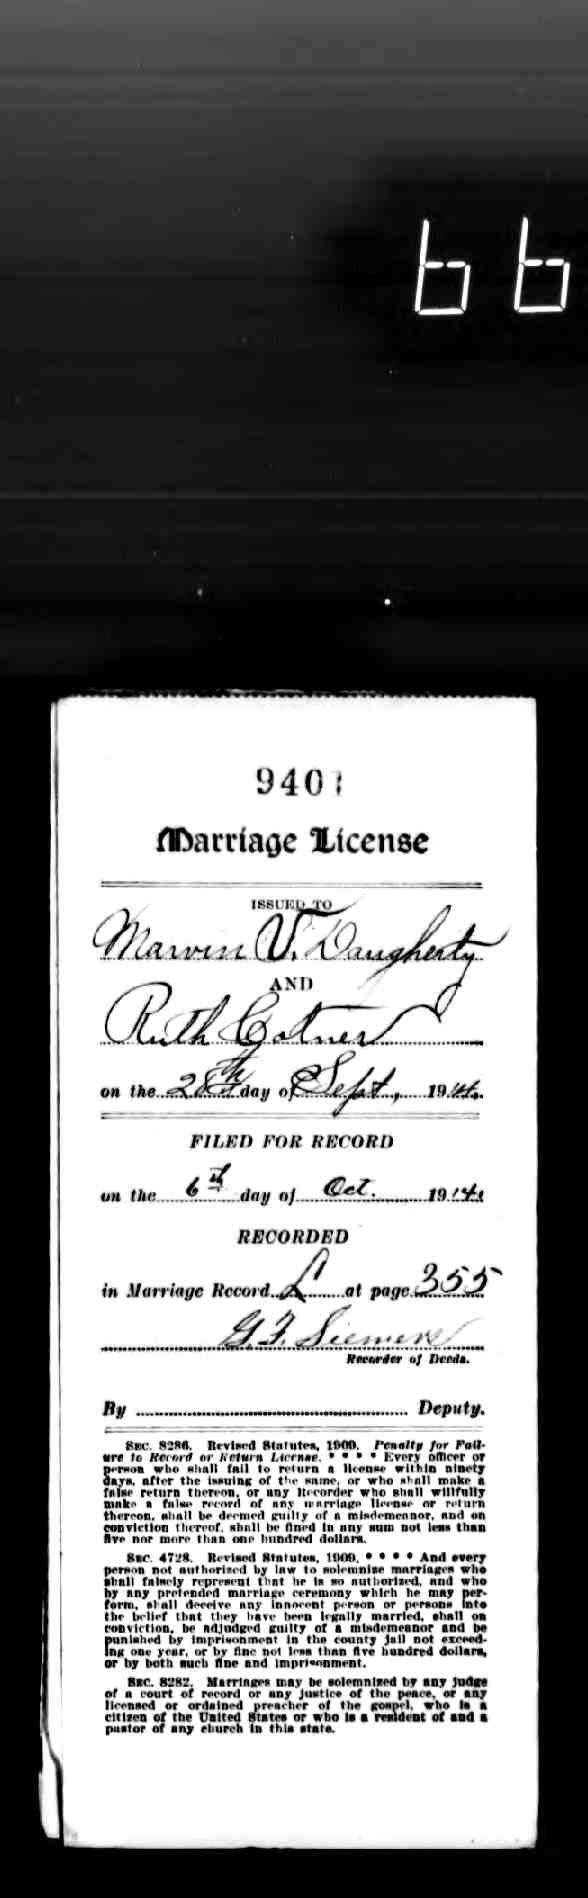 66
9401
Marriage License
ISSUED TO
Marvin V. Daugherty
AND
Ruth
on the 28th day of Sept, 1914.
FILED FOR RECORD
on the 6th day of Oct. 1914.
RECORDED
in Marriage Record L at page 355
G. F. Siemers
Recorder of Deeds.
By Deputy.
SEC. 8286. Revised Statutes, 1909. Penalty for Fail-
ure to Record or Return License. * * * * Every officer or
person who shall fail to return a license within ninety
days, after the issuing of the same, or who shall make a
false return thereon, or any Recorder who shall willfully
make a false record of any marriage license or return
thereon, shall be deemed guilty of a misdemeanor, and on
conviction thereof, shall be fined in any sum not less than
five nor more than one hundred dollars.
SEC. 4728. Revised Statutes, 1909. * * * * And every
person not authorized by law to solemnize marriages who
shall falsely represent that he is so authorized, and who
by any pretended marriage ceremony which he may per-
form, shall deceive any innocent person or persons into
the belief that they have been legally married, shall on
conviction, be adjudged guilty of a misdemeanor and be
punished by imprisonment in the county jail not exceed-
ing one year, or by fine not less than five hundred dollars,
or by both such fine and imprisonment.
SEC. 8282. Marriages may be solemnized by any judge
of a court of record or any justice of the peace, or any
licensed or ordained preacher of the gospel, who is a
citizen of the United States or who is a resident of and a
pastor of any church in this state.